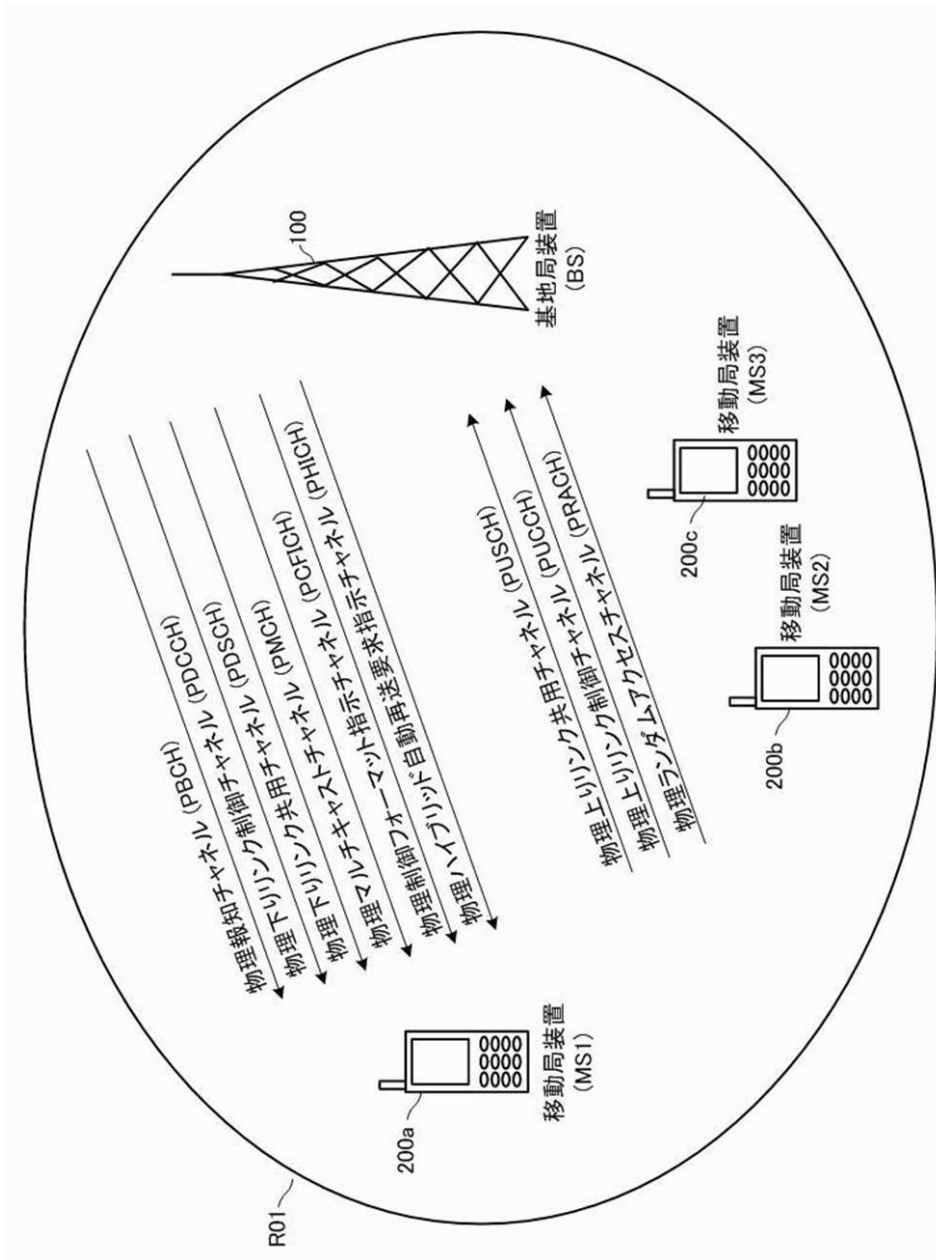 R01
100
基地局装置
(BS)
物理報知チャネル (PBCH)
物理下りリンク制御チャネル (PDCCH)
物理下りリンク共用チャネル (PDSCH)
物理マルチキャストチャネル (PMCH)
物理制御フォーマット指示チャネル (PCFICH)
物理ハイブリッド自動再送要求指示チャネル (PHICH)
物理上りリンク共用チャネル (PUSCH)
物理上りリンク制御チャネル (PUCCH)
物理ランダムアクセスチャネル (PRACH)
200a
移動局装置
(MS1)
200b
移動局装置
(MS2)
200c
移動局装置
(MS3)